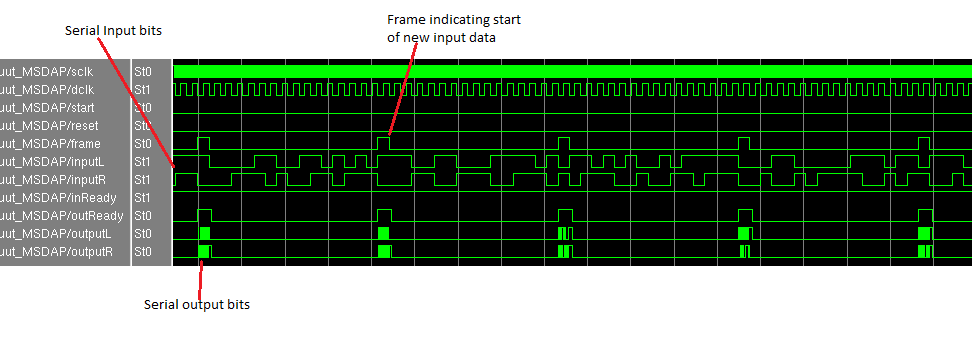 Frame indicating start
of new input data
Serial Input bits
uut_MSDAP/sclk St0
uut_MSDAP/dclk St1
uut_MSDAP/start St0
uut_MSDAP/reset St0
uut_MSDAP/frame St0
uut_MSDAP/inputL St1
uut_MSDAP/inputR St1
uut_MSDAP/inReady St1
uut_MSDAP/outReady St0
uut_MSDAP/outputL St0
uut_MSDAP/outputR St0
Serial output bits